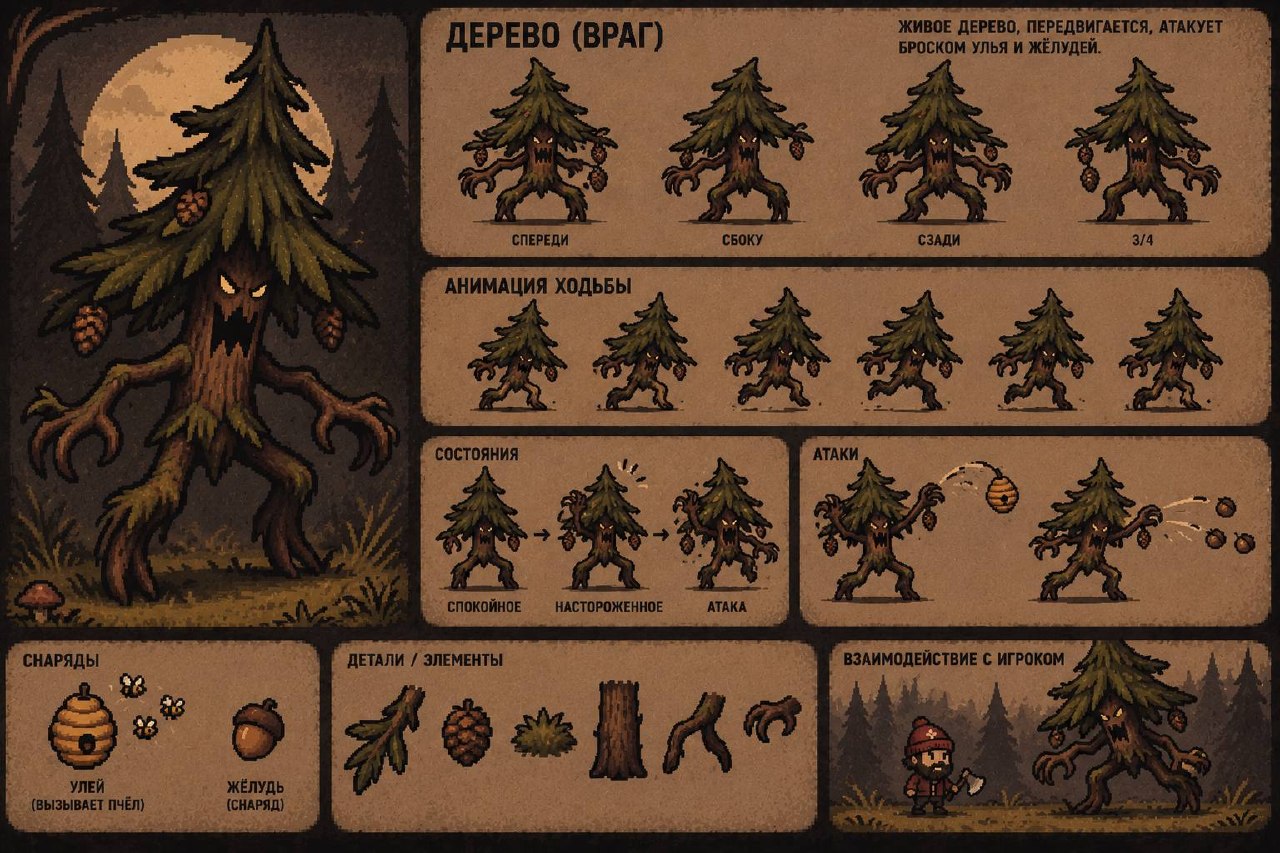 ДЕРЕВО (ВРАГ)
ЖИВОЕ ДЕРЕВО, ПЕРЕДВИГАЕТСЯ, АТАКУЕТ
БРОСКОМ УЛЬЯ И ЖЁЛУДЕЙ.
СПЕРЕДИ
СБОКУ
СЗАДИ
3/4
АНИМАЦИЯ ХОДЬБЫ
СОСТОЯНИЯ
СПОКОЙНОЕ
НАСТОРОЖЕННОЕ
АТАКА
АТАКИ
СНАРЯДЫ
УЛЕЙ
(ВЫЗЫВАЕТ ПЧЁЛ)
ЖЁЛУДЬ
(СНАРЯД)
ДЕТАЛИ / ЭЛЕМЕНТЫ
ВЗАИМОДЕЙСТВИЕ С ИГРОКОМ